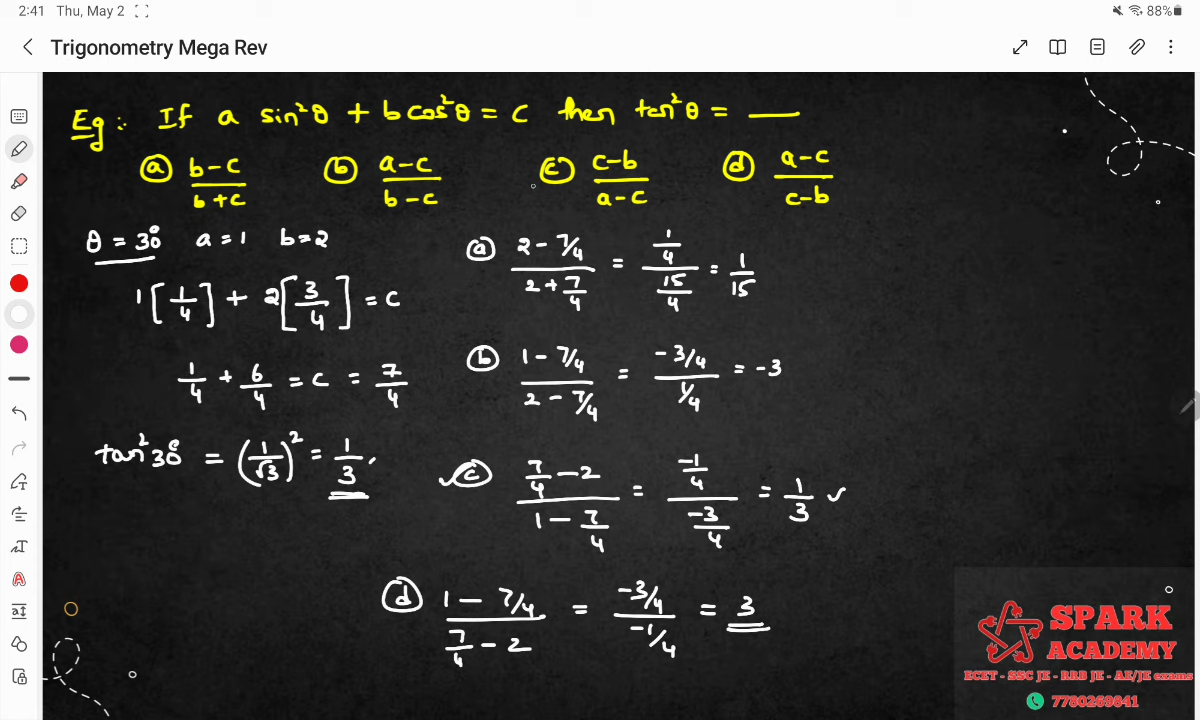 2:41 Thu, May 2 88%
Trigonometry Mega Rev
Eg:- If a sin²θ + b cos²θ = c then tan²θ = ___
(a) (b-c)/(b+c) (b) (a-c)/(b-c) (c) (c-b)/(a-c) (d) (a-c)/(c-b)
θ = 30° a=1 b=2
1[1/4] + 2[3/4] = c
1/4 + 6/4 = c = 7/4
tan²30° = (1/√3)² = 1/3
(a) (2 - 7/4)/(2 + 7/4) = (1/4)/(15/4) = 1/15
(b) (1 - 7/4)/(2 - 7/4) = (-3/4)/(1/4) = -3
✓(c) (7/4 - 2)/(1 - 7/4) = (-1/4)/(-3/4) = 1/3 ✓
(d) (1 - 7/4)/(7/4 - 2) = (-3/4)/(-1/4) = 3
SPARK
ACADEMY
ECET - SSC JE - RRB JE - AE/JE exams
7780269841